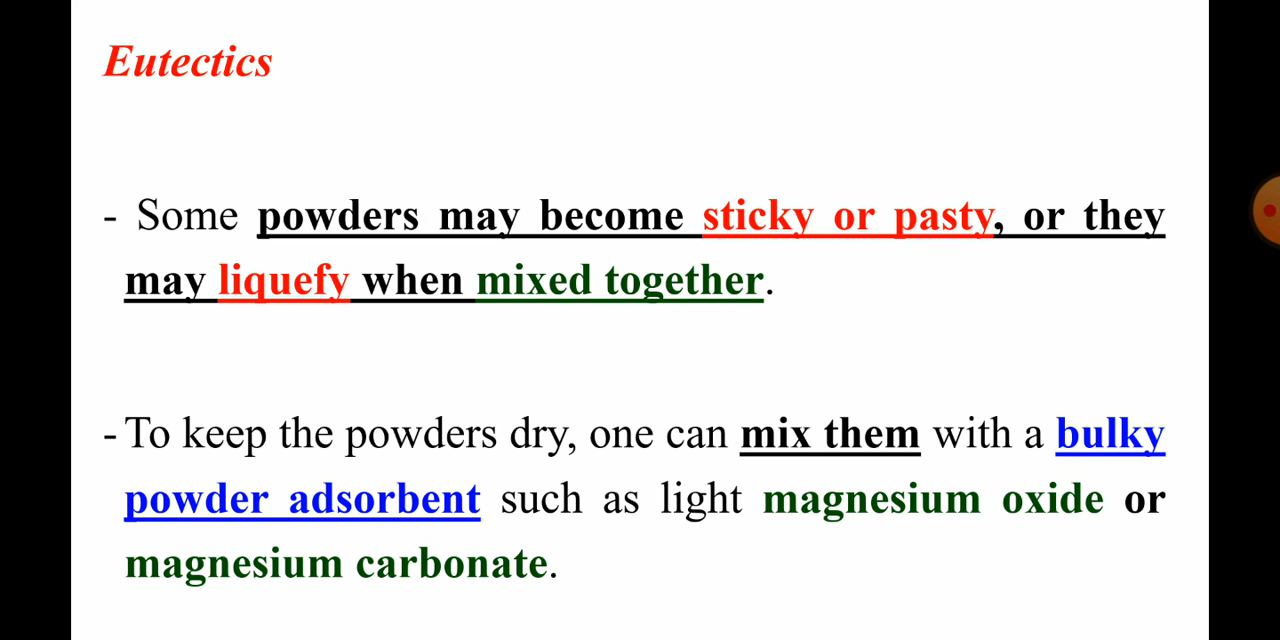 Eutectics
- Some powders may become sticky or pasty, or they
may liquefy when mixed together.
- To keep the powders dry, one can mix them with a bulky
powder adsorbent such as light magnesium oxide or
magnesium carbonate.